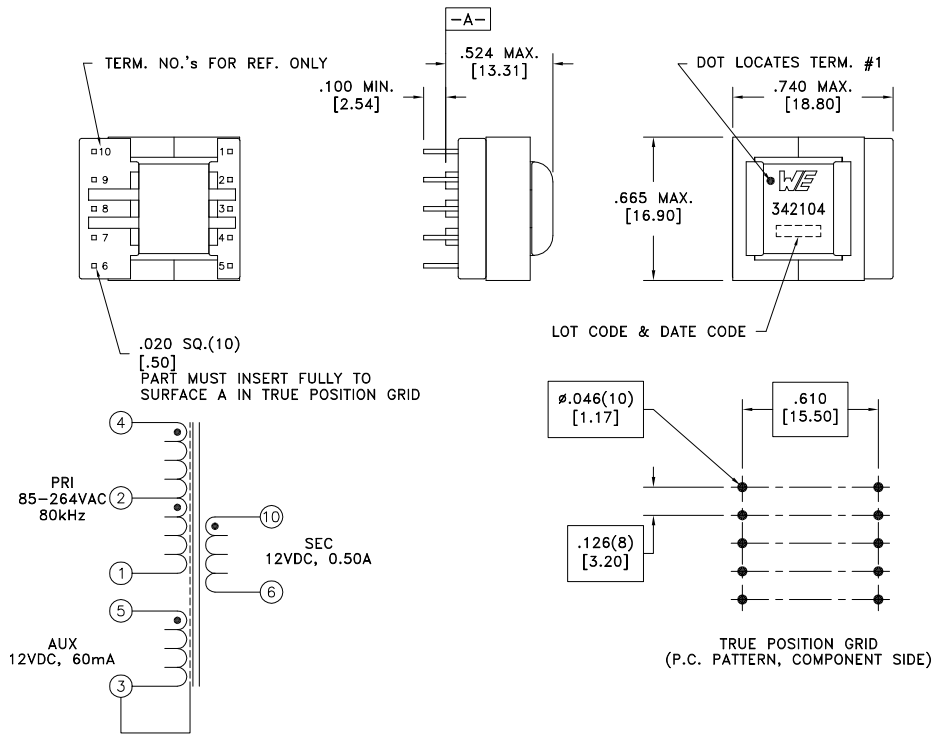 -A-
TERM. NO.'s FOR REF. ONLY
.524 MAX.
[13.31]
DOT LOCATES TERM. #1
.100 MIN.
[2.54]
.740 MAX.
[18.80]
10
1
9
2
8
3
7
4
6
5
.665 MAX.
[16.90]
WE
342104
LOT CODE & DATE CODE
.020 SQ.(10)
[.50]
PART MUST INSERT FULLY TO
SURFACE A IN TRUE POSITION GRID
ø.046(10)
[1.17]
.610
[15.50]
4
PRI
85-264VAC
80kHz
2
10
SEC
12VDC, 0.50A
1
6
.126(8)
[3.20]
5
AUX
12VDC, 60mA
3
TRUE POSITION GRID
(P.C. PATTERN, COMPONENT SIDE)